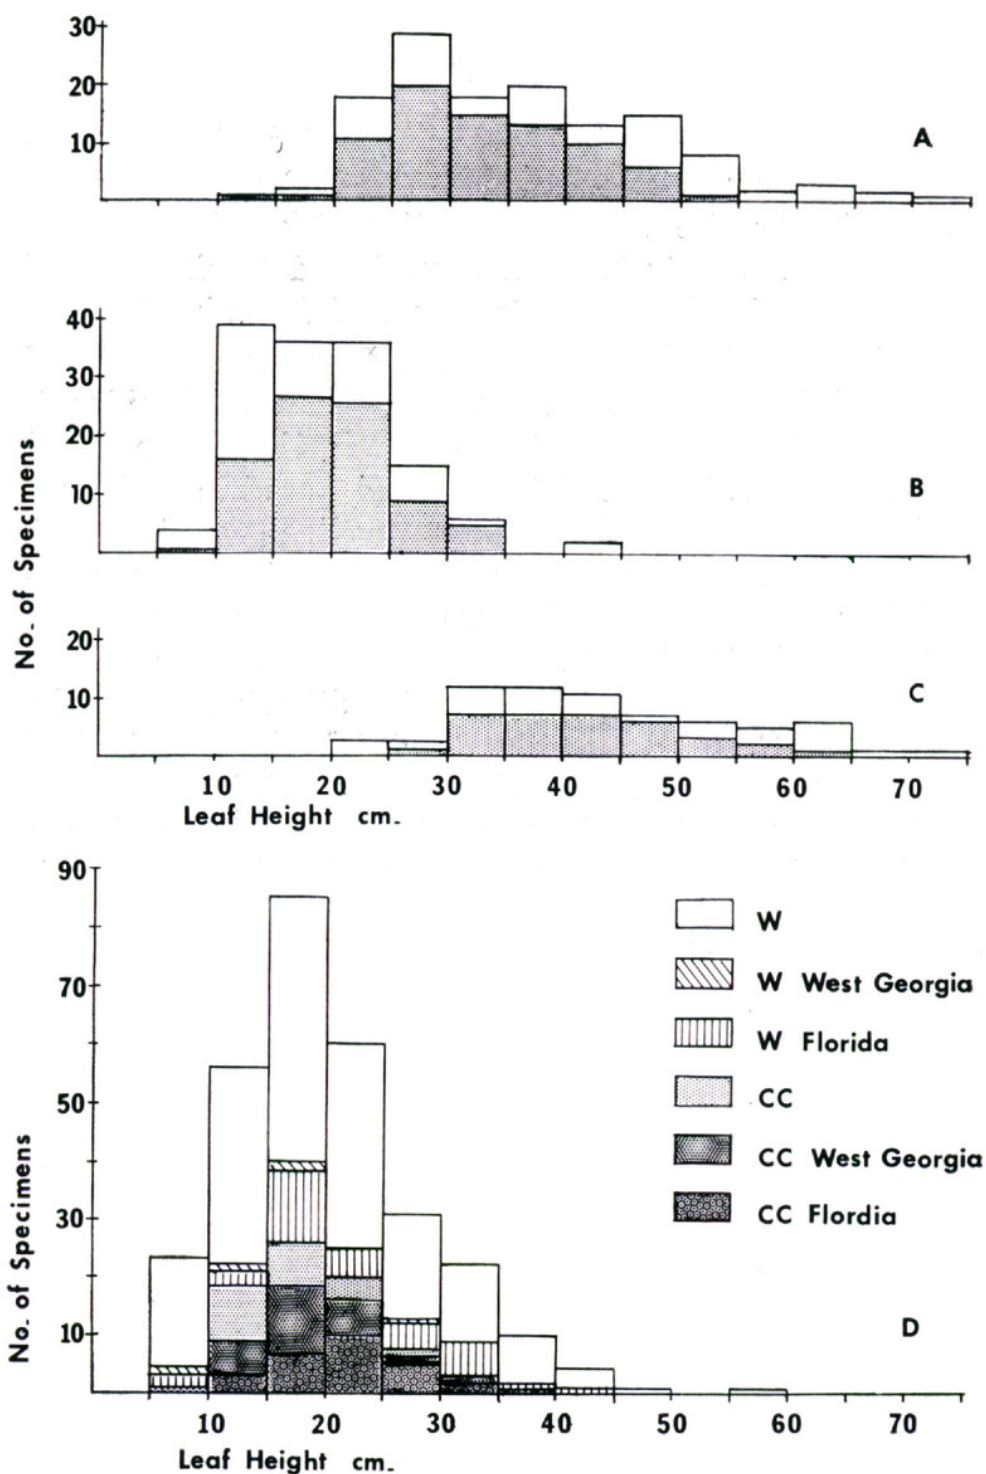 30
20
10
A
40
30
20
10
B
No. of Specimens
20
10
C
10 20 30 40 50 60 70
Leaf Height cm.
90
70
50
30
10
No. of Specimens
W
W West Georgia
W Florida
CC
CC West Georgia
CC Flordia
D
10 20 30 40 50 60 70
Leaf Height cm.